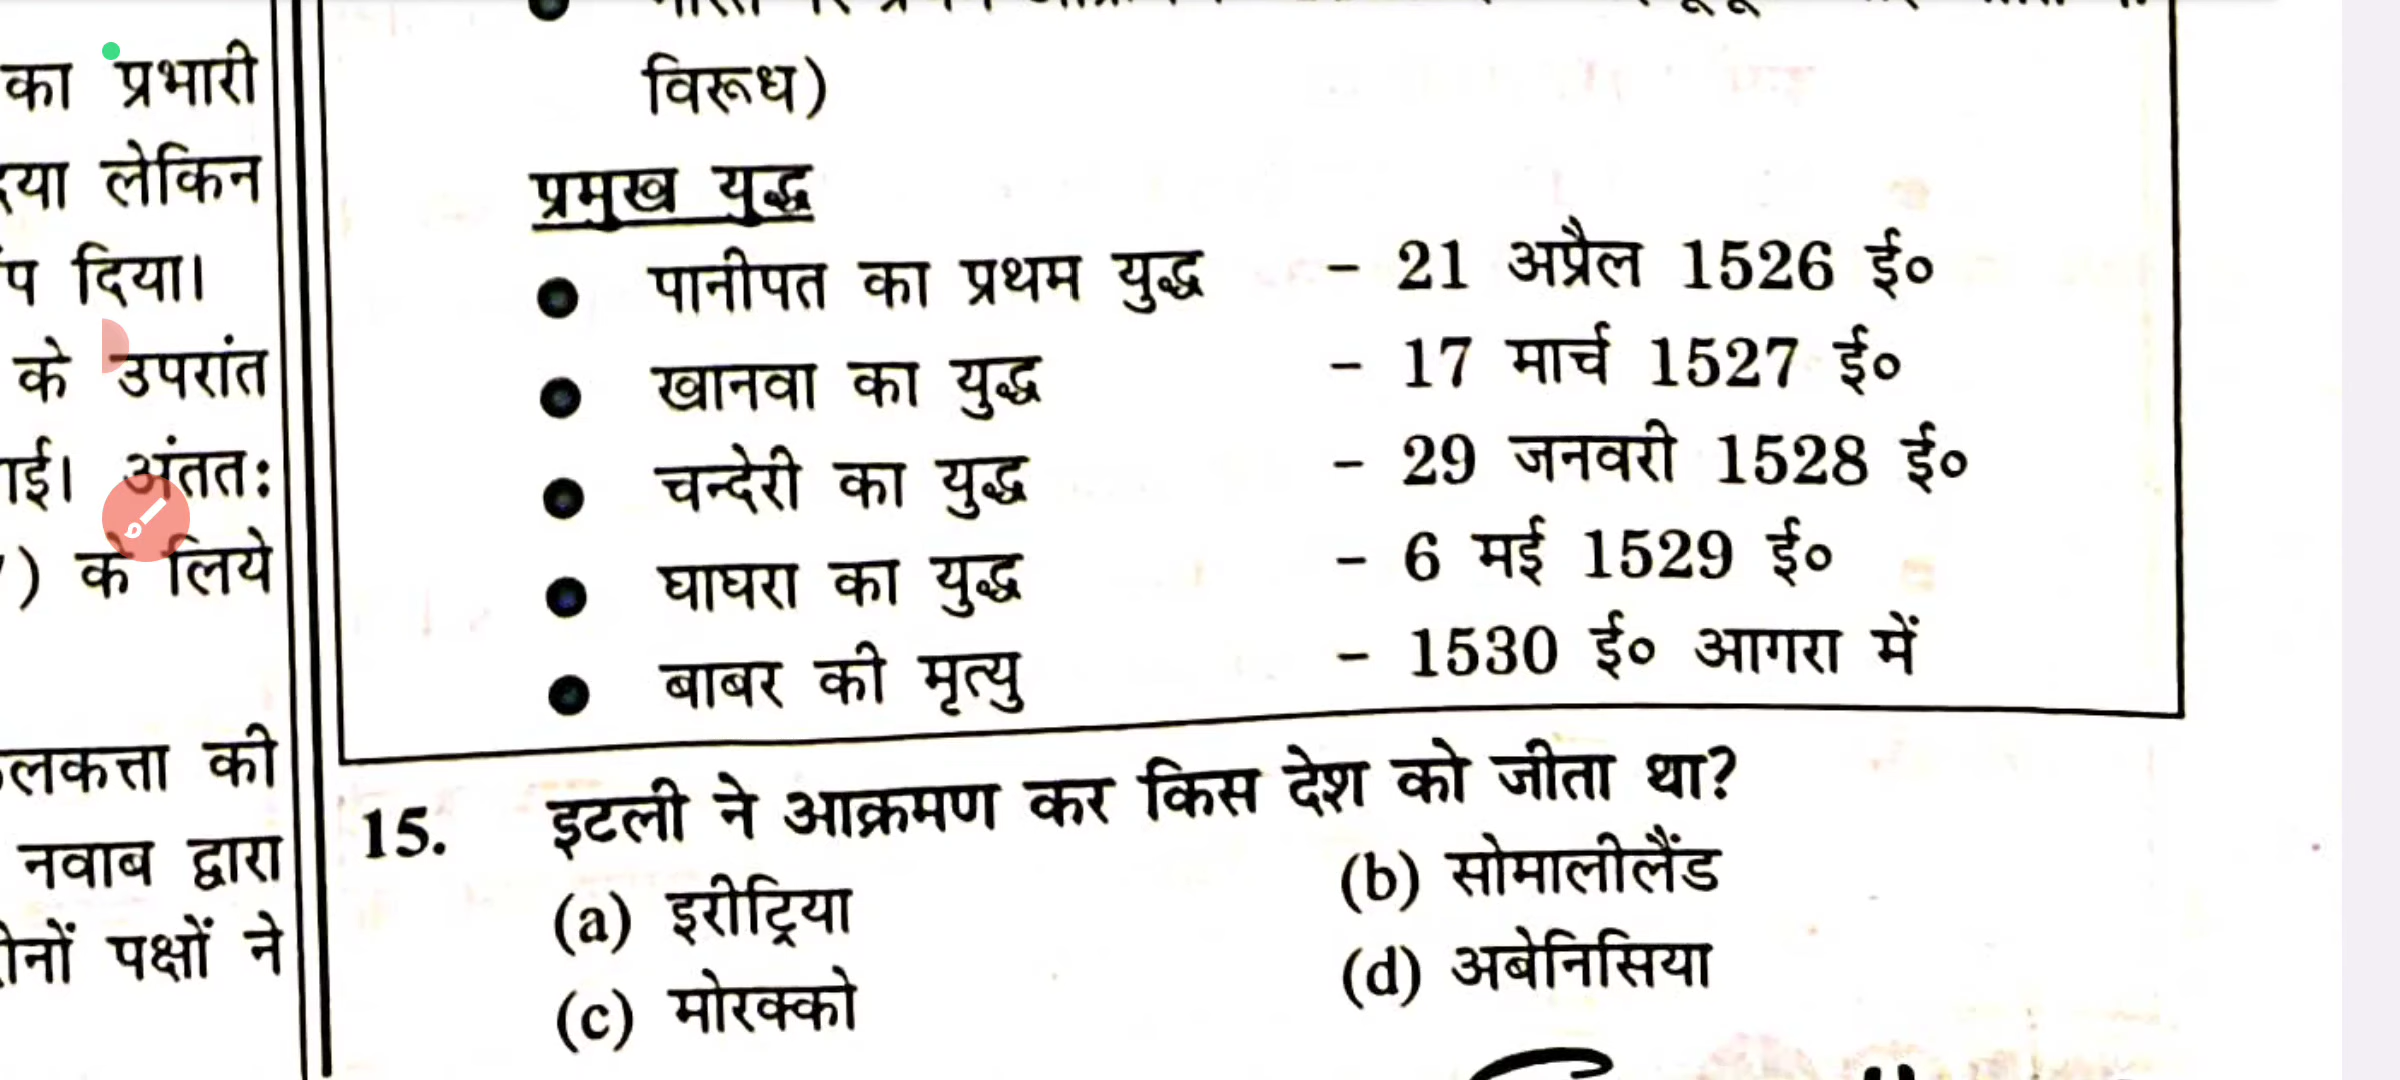 का प्रभारी
लेकिन
दिया।
के उपरांत
अंततः
) के लिये
की
नवाब द्वारा
पक्षों ने
विरूध)
प्रमुख युद्ध
● पानीपत का प्रथम युद्ध - 21 अप्रैल 1526 ई०
● खानवा का युद्ध - 17 मार्च 1527 ई०
● चन्देरी का युद्ध - 29 जनवरी 1528 ई०
● घाघरा का युद्ध - 6 मई 1529 ई०
● बाबर की मृत्यु - 1530 ई० आगरा में
15. इटली ने आक्रमण कर किस देश को जीता था?
(a) इरीट्रिया (b) सोमालीलैंड
(c) मोरक्को (d) अबेनिसिया